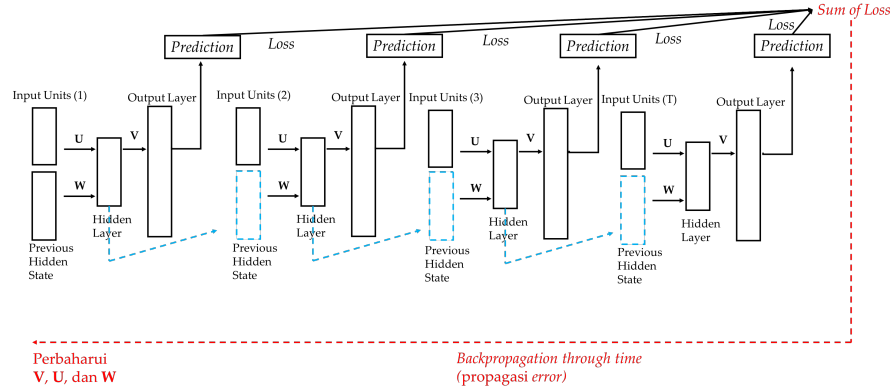 Sum of Loss
Prediction
Loss
Prediction
Loss
Prediction
Loss
Prediction
Loss
Input Units (1)
Output Layer
Input Units (2)
Output Layer
Input Units (3)
Output Layer
Input Units (T)
Output Layer
U
V
U
V
U
V
U
V
W
W
W
W
Hidden
Layer
Hidden
Layer
Hidden
Layer
Hidden
Layer
Previous
Hidden
State
Previous
Hidden
State
Previous
Hidden
State
Previous
Hidden
State
Perbaharui
V, U, dan W
Backpropagation through time
(propagasi error)